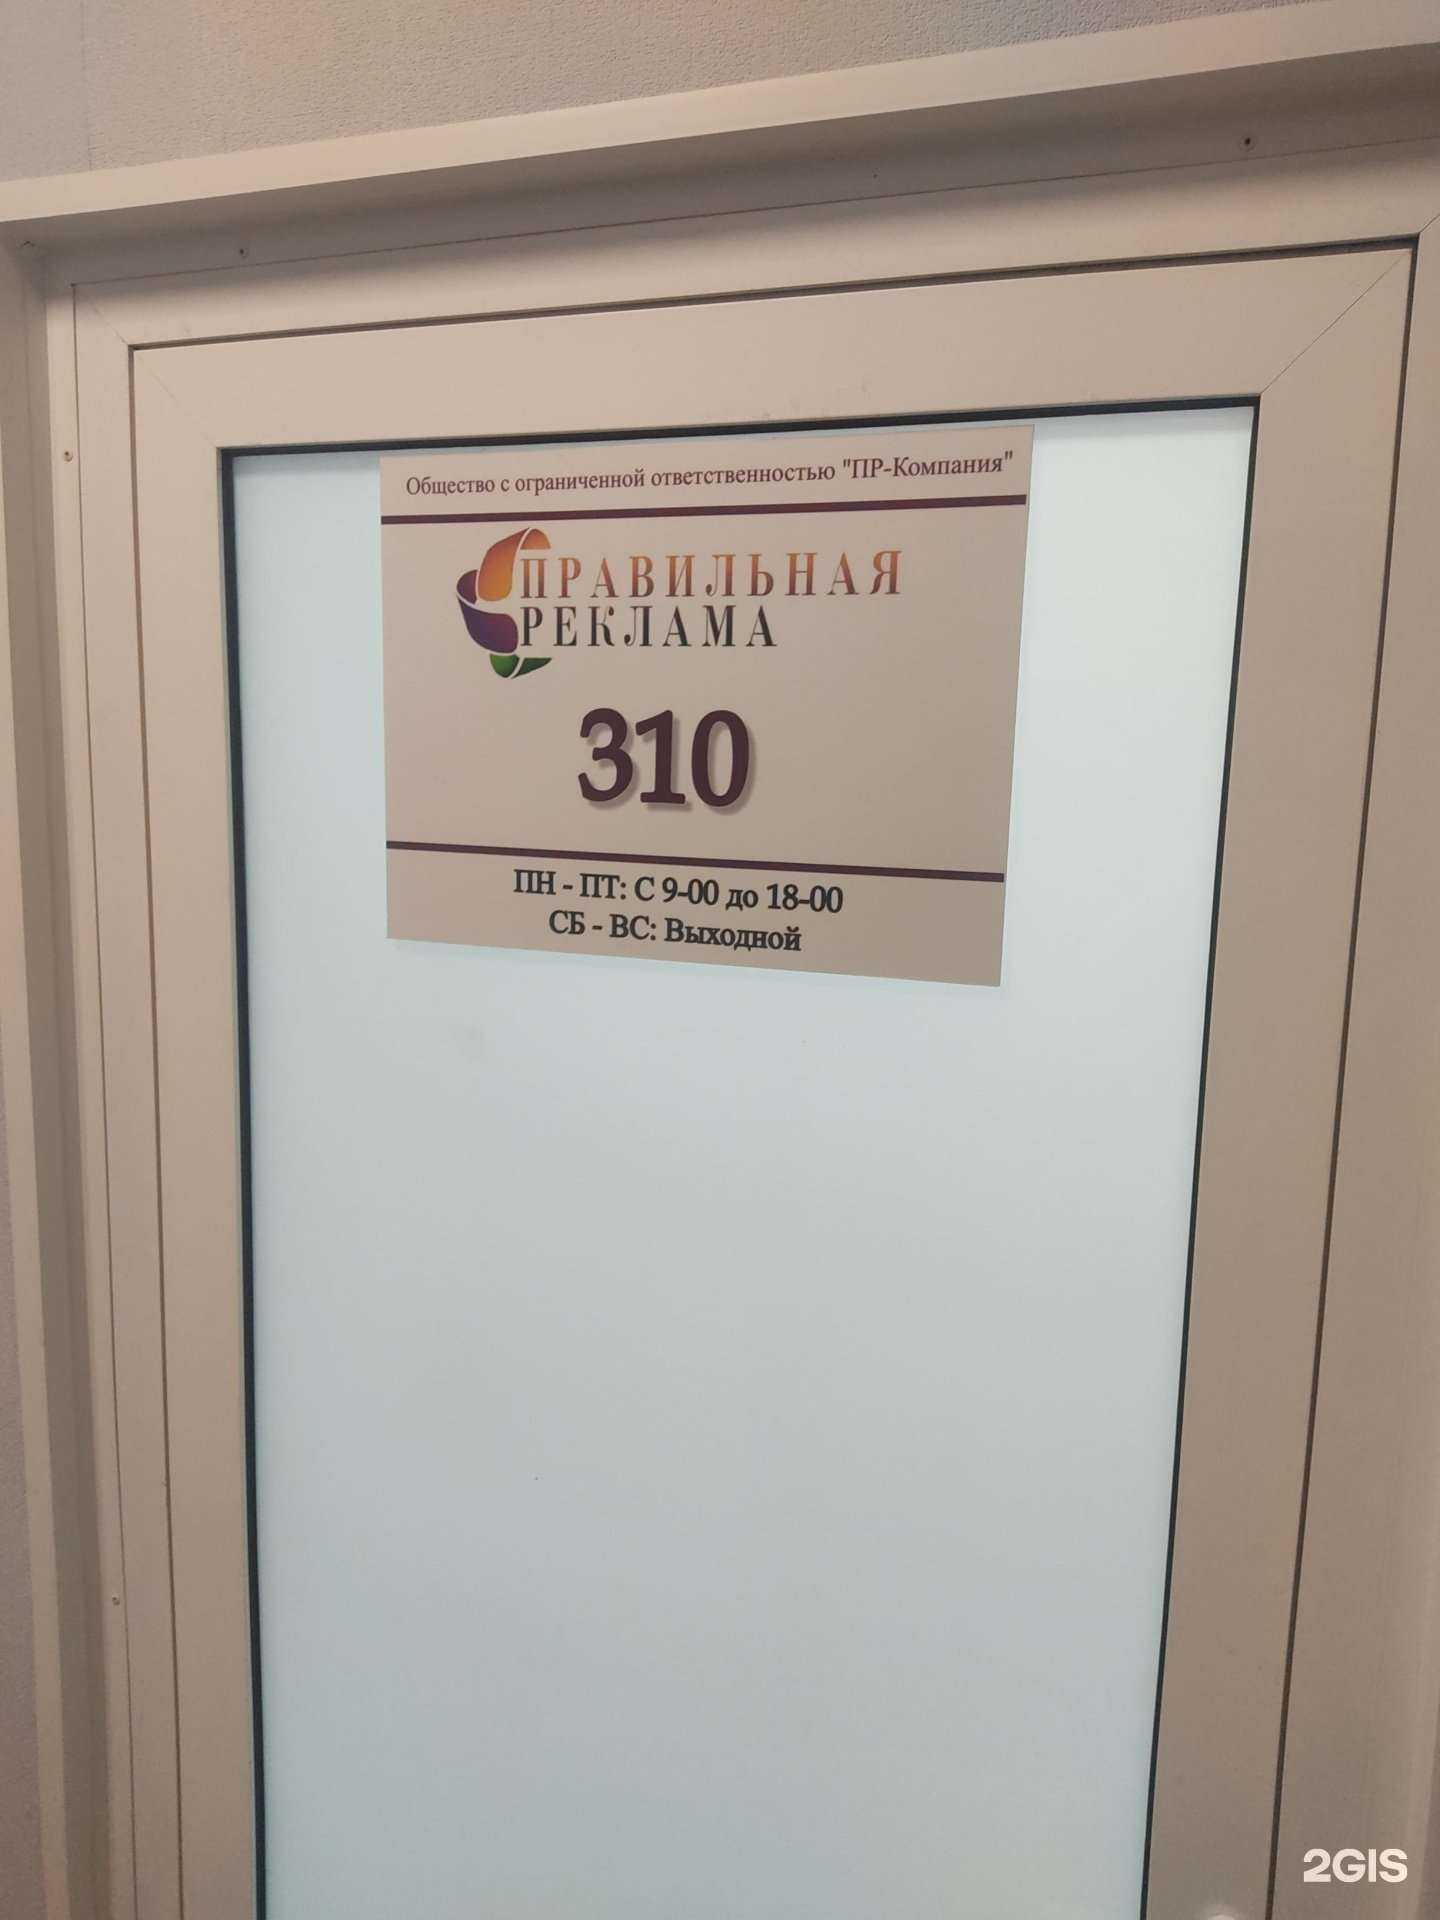 Общество с ограниченной ответственностью "ПР-Компания"
ПРАВИЛЬНАЯ
РЕКЛАМА
310
ПН - ПТ: С 9-00 до 18-00
СБ - ВС: Выходной
2GIS